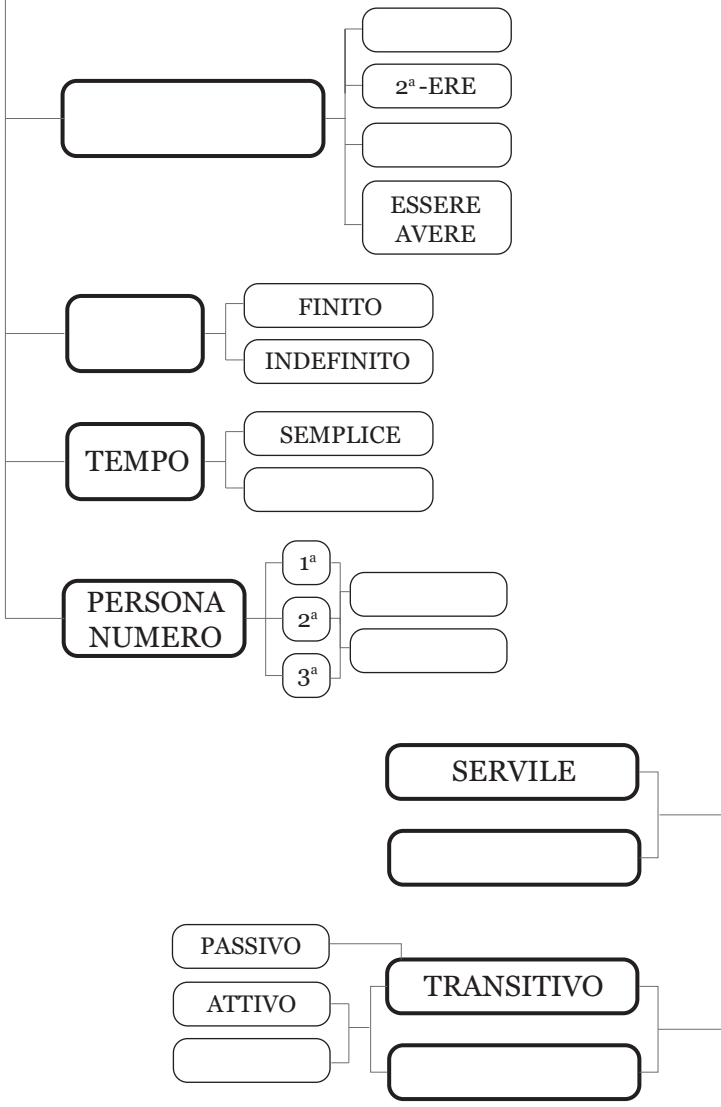 2ª -ERE
ESSERE
AVERE
FINITO
INDEFINITO
TEMPO
SEMPLICE
PERSONA
NUMERO
1ª
2ª
3ª
SERVILE
PASSIVO
ATTIVO
TRANSITIVO